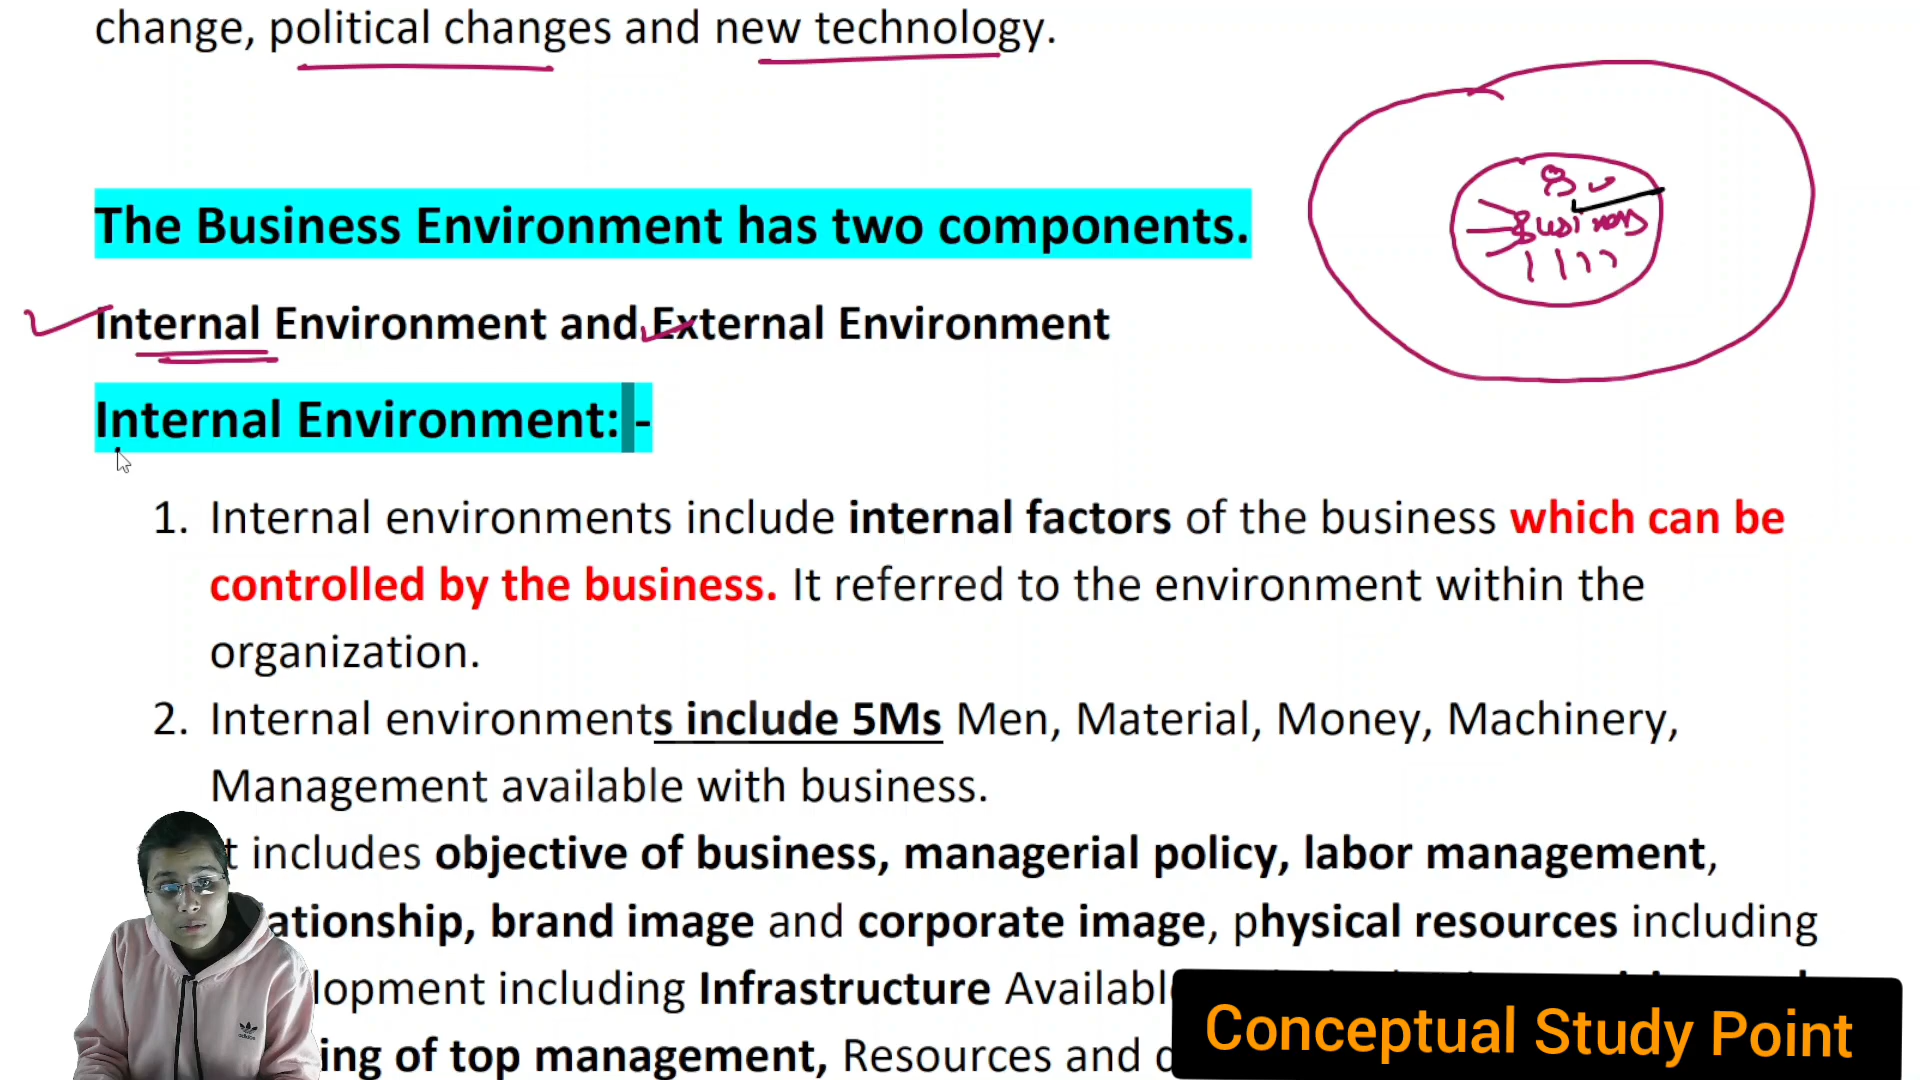 change, political changes and new technology.
Business
The Business Environment has two components.
Internal Environment and External Environment
Internal Environment: -
1. Internal environments include internal factors of the business which can be
controlled by the business. It referred to the environment within the
organization.
2. Internal environments include 5Ms Men, Material, Money, Machinery,
Management available with business.
includes objective of business, managerial policy, labor management,
brand image and corporate image, physical resources including
including Infrastructure
of top management, Resources and
Conceptual Study Point